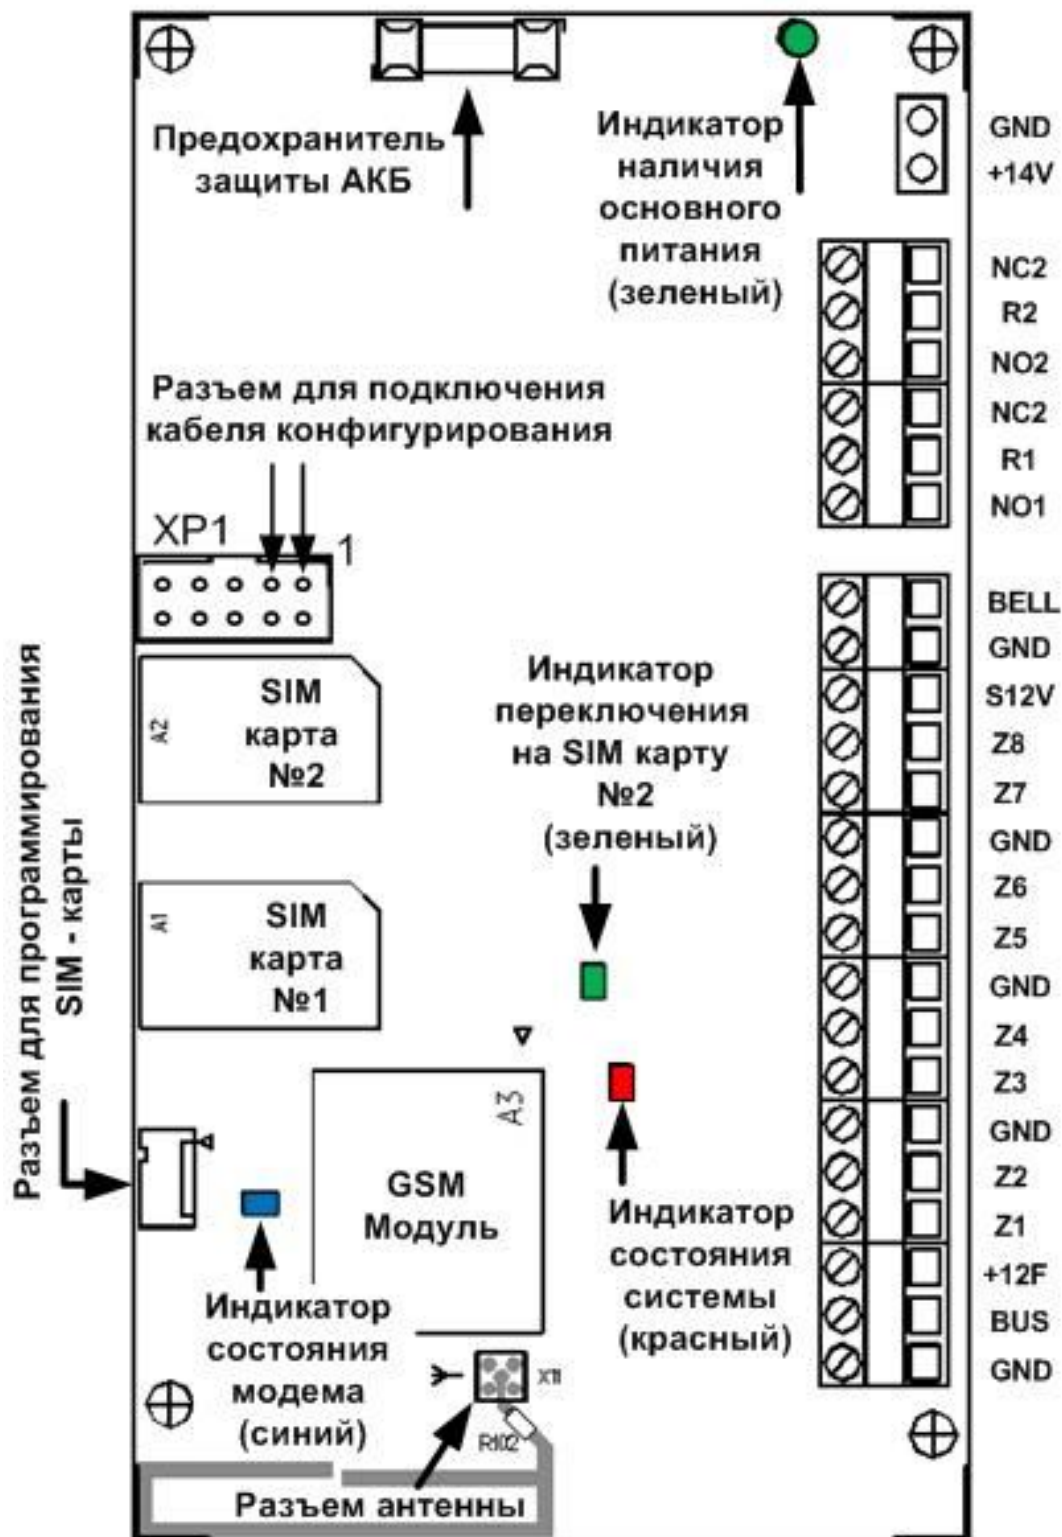 Предохранитель
защиты АКБ
Индикатор
наличия
основного
питания
(зеленый)
GND
+14V
NC2
R2
NO2
NC2
R1
NO1
Разъем для подключения
кабеля конфигурирования
XP1
1
BELL
GND
S12V
Z8
Z7
GND
Z6
Z5
GND
Z4
Z3
GND
Z2
Z1
+12F
BUS
GND
A2
SIM
карта
№2
Индикатор
переключения
на SIM карту
№2
(зеленый)
A1
SIM
карта
№1
Разъем для программирования
SIM - карты
A3
GSM
Модуль
Индикатор
состояния
системы
(красный)
Индикатор
состояния
модема
(синий)
X11
R102
Разъем антенны